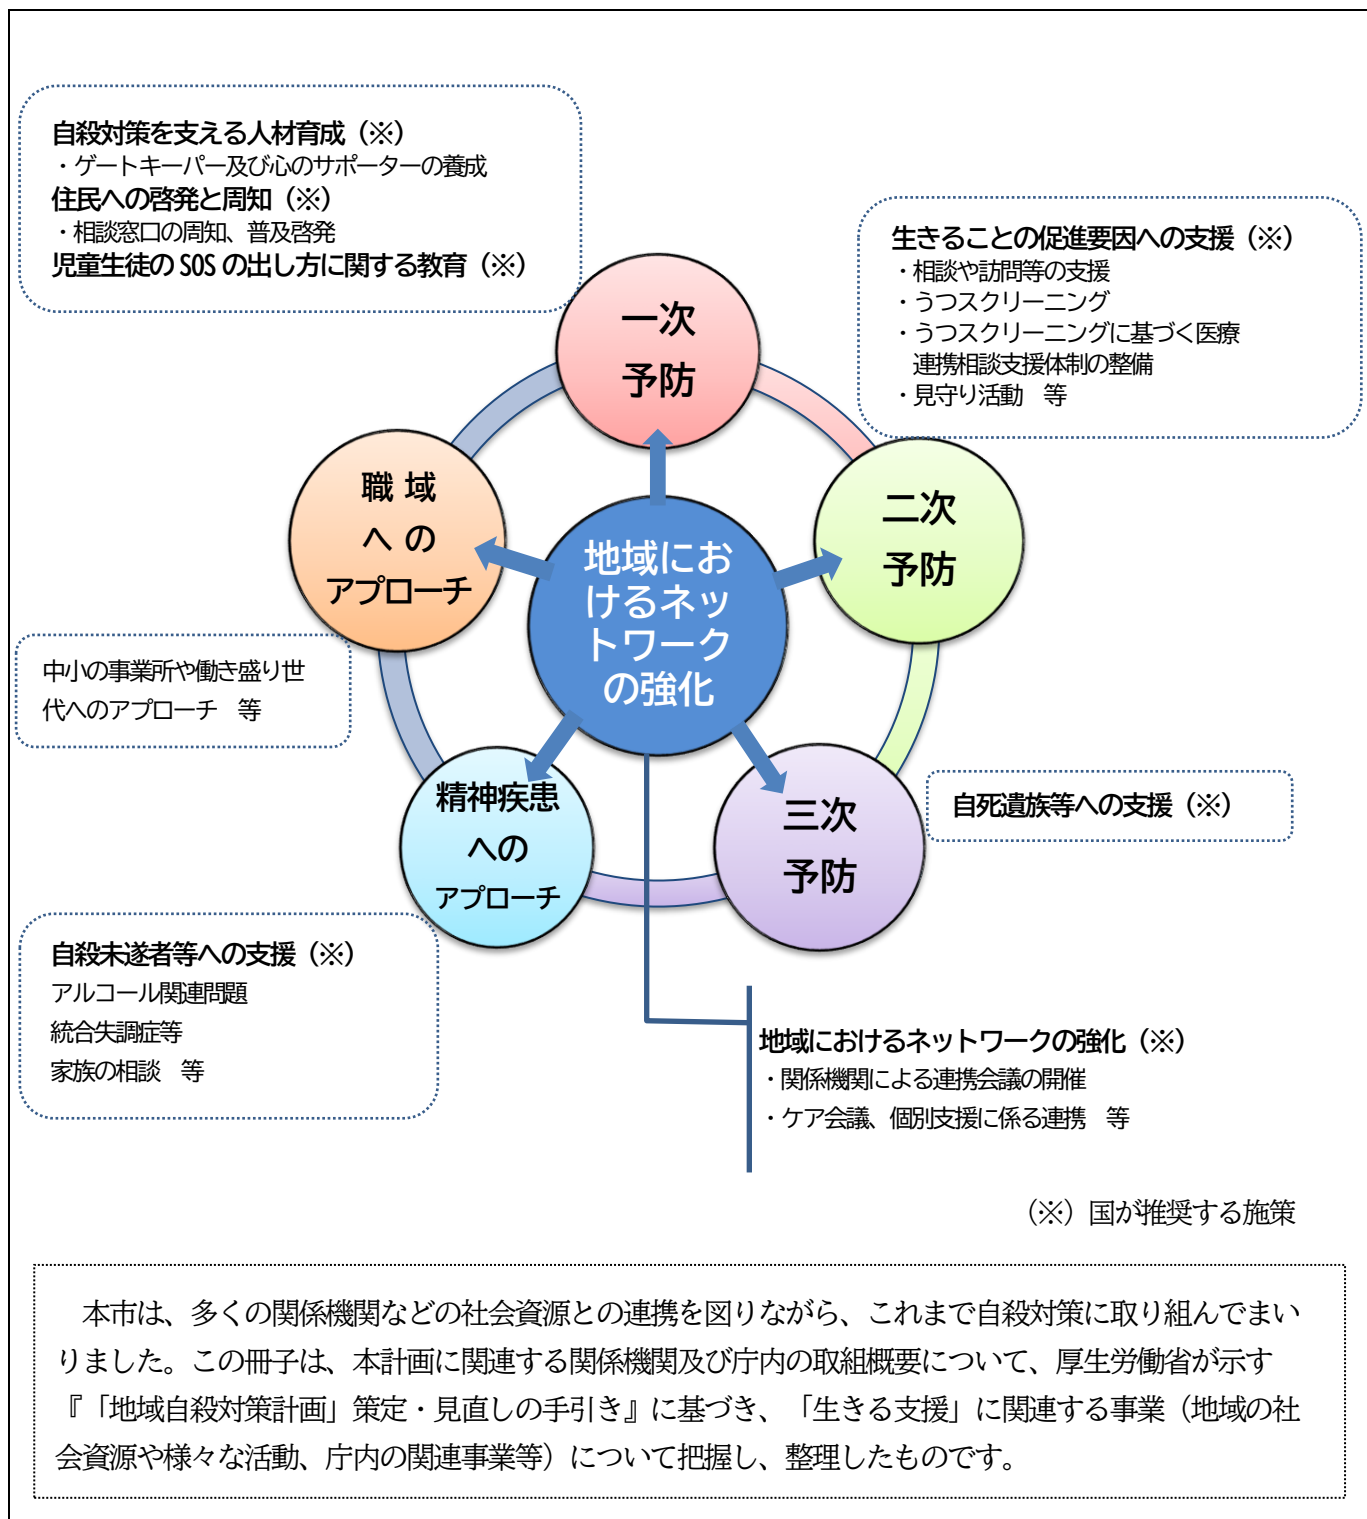 自殺対策を支える人材育成（※）
・ゲートキーパー及び心のサポーターの養成
住民への啓発と周知（※）
・相談窓口の周知、普及啓発
児童生徒の SOS の出し方に関する教育（※）
生きることの促進要因への支援（※）
・相談や訪問等の支援
・うつスクリーニング
・うつスクリーニングに基づく医療
連携相談支援体制の整備
・見守り活動　等
一次
予防
職 域
へ の
アプローチ
二次
予防
地域にお
けるネッ
トワーク
の強化
中小の事業所や働き盛り世
代へのアプローチ　等
精神疾患
への
アプローチ
三次
予防
自死遺族等への支援（※）
自殺未遂者等への支援（※）
アルコール関連問題
統合失調症等
家族の相談　等
地域におけるネットワークの強化（※）
・関係機関による連携会議の開催
・ケア会議、個別支援に係る連携　等
（※）国が推奨する施策
本市は、多くの関係機関などの社会資源との連携を図りながら、これまで自殺対策に取り組んでまい
りました。この冊子は、本計画に関連する関係機関及び庁内の取組概要について、厚生労働省が示す
『「地域自殺対策計画」策定・見直しの手引き』に基づき、「生きる支援」に関連する事業（地域の社
会資源や様々な活動、庁内の関連事業等）について把握し、整理したものです。